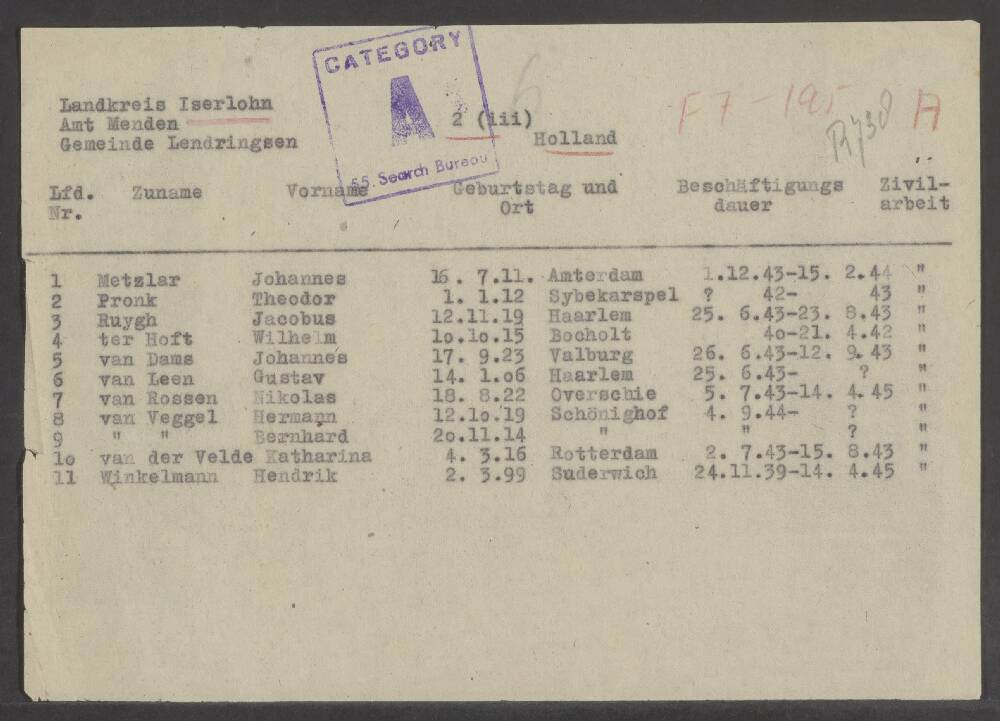 CATEGORY
A
55. Search Bureau
Landkreis Iserlohn
Amt Menden
Gemeinde Lendringsen
2 (iii)
Holland
6
F7-195
R738
A
Lfd. Zuname Vorname Geburtstag und Beschäftigungs Zivil-
Nr. Ort dauer arbeit
1 Metzlar Johannes 16. 7.11. Amterdam 1.12.43-15. 2.44 "
2 Pronk Theodor 1. 1.12 Sybekarspel ? 42- 43 "
3 Ruygh Jacobus 12.11.19 Haarlem 25. 6.43-23. 8.43 "
4 ter Hoft Wilhelm lo.lo.15 Bocholt 4o-21. 4.42 "
5 van Dams Johannes 17. 9.23 Valburg 26. 6.43-12. 9.43 "
6 van Leen Gustav 14. 1.o6 Haarlem 25. 6.43- ? "
7 van Rossen Nikolas 18. 8.22 Overschie 5. 7.43-14. 4.45 "
8 van Veggel Hermann 12.lo.19 Schönighof 4. 9.44- ? "
9 " " Bernhard 2o.11.14 " " ? "
lo van der Velde Katharina 4. 3.16 Rotterdam 2. 7.43-15. 8.43 "
11 Winkelmann Hendrik 2. 3.99 Suderwich 24.11.39-14. 4.45 "